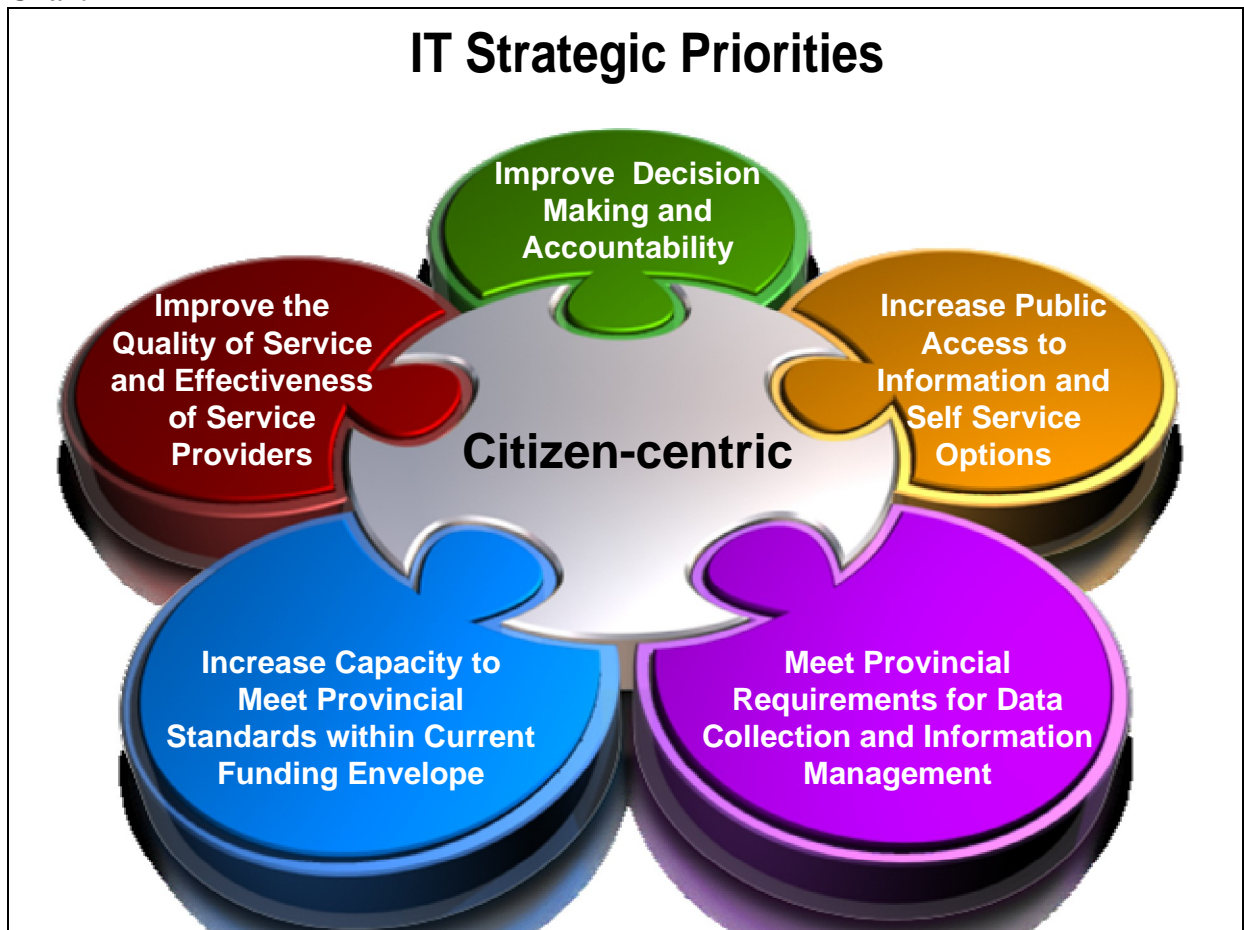 IT Strategic Priorities
Improve Decision
Making and
Accountability
Improve the
Quality of Service
and Effectiveness
of Service
Providers
Increase Public
Access to
Information and
Self Service
Options
Citizen-centric
Increase Capacity to
Meet Provincial
Standards within Current
Funding Envelope
Meet Provincial
Requirements for Data
Collection and Information
Management